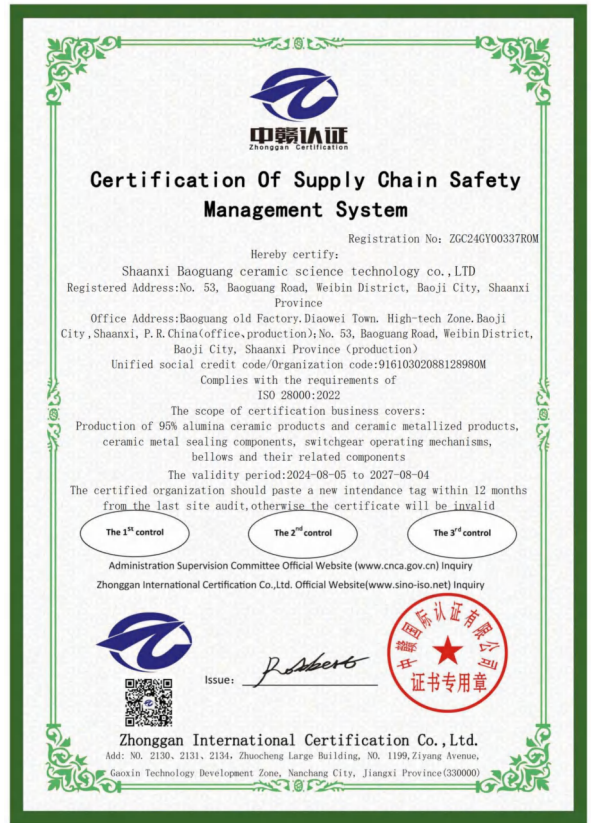 中赣认证
Zhonggan Certification
Certification Of Supply Chain Safety
Management System
Registration No: ZGC24GY00337R0M
Hereby certify:
Shaanxi Baoguang ceramic science technology co.,LTD
Registered Address:No. 53, Baoguang Road, Weibin District, Baoji City, Shaanxi
Province
Office Address:Baoguang old Factory.Diaowei Town. High-tech Zone.Baoji
City,Shaanxi, P.R.China(office、production);No. 53, Baoguang Road, Weibin District,
Baoji City, Shaanxi Province (production)
Unified social credit code/Organization code:91610302088128980M
Complies with the requirements of
ISO 28000:2022
The scope of certification business covers:
Production of 95% alumina ceramic products and ceramic metallized products,
ceramic metal sealing components, switchgear operating mechanisms,
bellows and their related components
The validity period:2024-08-05 to 2027-08-04
The certified organization should paste a new intendance tag within 12 months
from the last site audit,otherwise the certificate will be invalid
The 1st control
The 2nd control
The 3rd control
Administration Supervision Committee Official Website (www.cnca.gov.cn) Inquiry
Zhonggan International Certification Co.,Ltd. Official Website(www.sino-iso.net) Inquiry
Issue:
Robert
中赣国际认证有限公司
证书专用章
Zhonggan International Certification Co.,Ltd.
Add: NO. 2130、2131、2134, Zhuocheng Large Building, NO. 1199,Ziyang Avenue,
Gaoxin Technology Development Zone, Nanchang City, Jiangxi Province(330000)